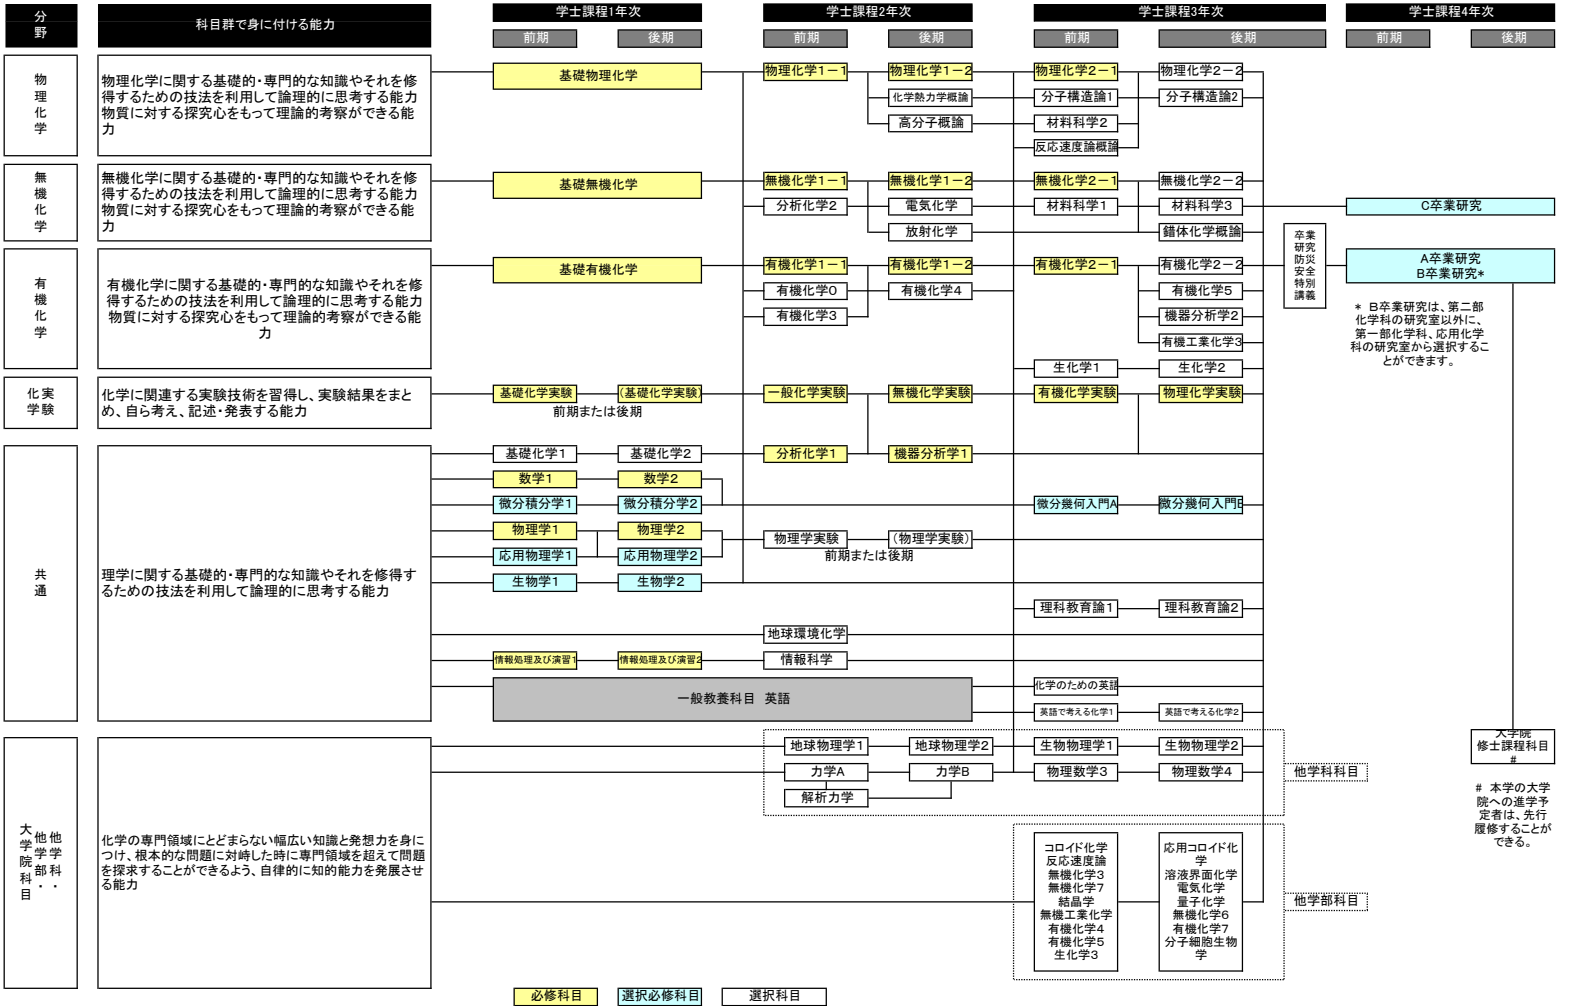 分
野
科目群で身に付ける能力
学士課程1年次
学士課程2年次
学士課程3年次
学士課程4年次
前期
後期
前期
後期
前期
後期
前期
後期
物
理
化
学
物理化学に関する基礎的・専門的な知識やそれを修
得するための技法を利用して論理的に思考する能力
物質に対する探究心をもって理論的考察ができる能
力
基礎物理化学
物理化学1－1
物理化学1－2
物理化学2－1
物理化学2－2
化学熱力学概論
分子構造論1
分子構造論2
高分子概論
材料科学2
反応速度論概論
無
機
化
学
無機化学に関する基礎的・専門的な知識やそれを修
得するための技法を利用して論理的に思考する能力
物質に対する探究心をもって理論的考察ができる能
力
基礎無機化学
無機化学1－1
無機化学1－2
無機化学2－1
無機化学2－2
分析化学2
電気化学
材料科学1
材料科学3
C卒業研究
放射化学
錯体化学概論
卒業
研究
防災
安全
特別
講義
有
機
化
学
有機化学に関する基礎的・専門的な知識やそれを修
得するための技法を利用して論理的に思考する能力
物質に対する探究心をもって理論的考察ができる能
力
基礎有機化学
有機化学1－1
有機化学1－2
有機化学2－1
有機化学2－2
A卒業研究
B卒業研究*
有機化学0
有機化学4
有機化学5
有機化学3
機器分析学2
有機工業化学3
* B卒業研究は、第二部
化学科の研究室以外に、
第一部化学科、応用化学
科の研究室から選択するこ
とができます。
生化学1
生化学2
化実
学験
化学に関連する実験技術を習得し、実験結果をまと
め、自ら考え、記述・発表する能力
基礎化学実験
(基礎化学実験)
前期または後期
一般化学実験
無機化学実験
有機化学実験
物理化学実験
共
通
理学に関する基礎的・専門的な知識やそれを修得す
るための技法を利用して論理的に思考する能力
基礎化学1
基礎化学2
分析化学1
機器分析学1
数学1
数学2
微分積分学1
微分積分学2
微分幾何入門A
微分幾何入門B
物理学1
物理学2
物理学実験
(物理学実験)
前期または後期
応用物理学1
応用物理学2
生物学1
生物学2
理科教育論1
理科教育論2
地球環境化学
情報処理及び演習1
情報処理及び演習2
情報科学
一般教養科目 英語
化学のための英語
英語で考える化学1
英語で考える化学2
大学院科目
他学部・
他学科・
化学の専門領域にとどまらない幅広い知識と発想力を身に
つけ、根本的な問題に対峙した時に専門領域を超えて問題
を探求することができるよう、自律的に知的能力を発展させ
る能力
地球物理学1
地球物理学2
生物物理学1
生物物理学2
力学A
力学B
物理数学3
物理数学4
解析力学
他学科科目
大学院
修士課程科目
#
# 本学の大学
院への進学予
定者は、先行
履修することが
できる。
コロイド化学
反応速度論
無機化学3
無機化学7
結晶学
無機工業化学
有機化学4
有機化学5
生化学3
応用コロイド化
学
溶液界面化学
電気化学
量子化学
無機化学6
有機化学7
分子細胞生物
学
他学部科目
必修科目
選択必修科目
選択科目